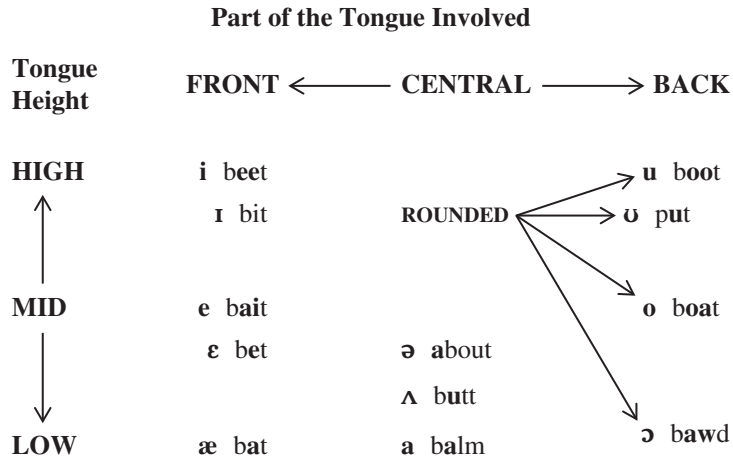 Part of the Tongue Involved
Tongue
Height
FRONT CENTRAL BACK
HIGH i beet u boot
ɪ bit ROUNDED ʊ put
MID e bait o boat
ɛ bet ə about
ʌ butt
LOW æ bat a balm ɔ bawd